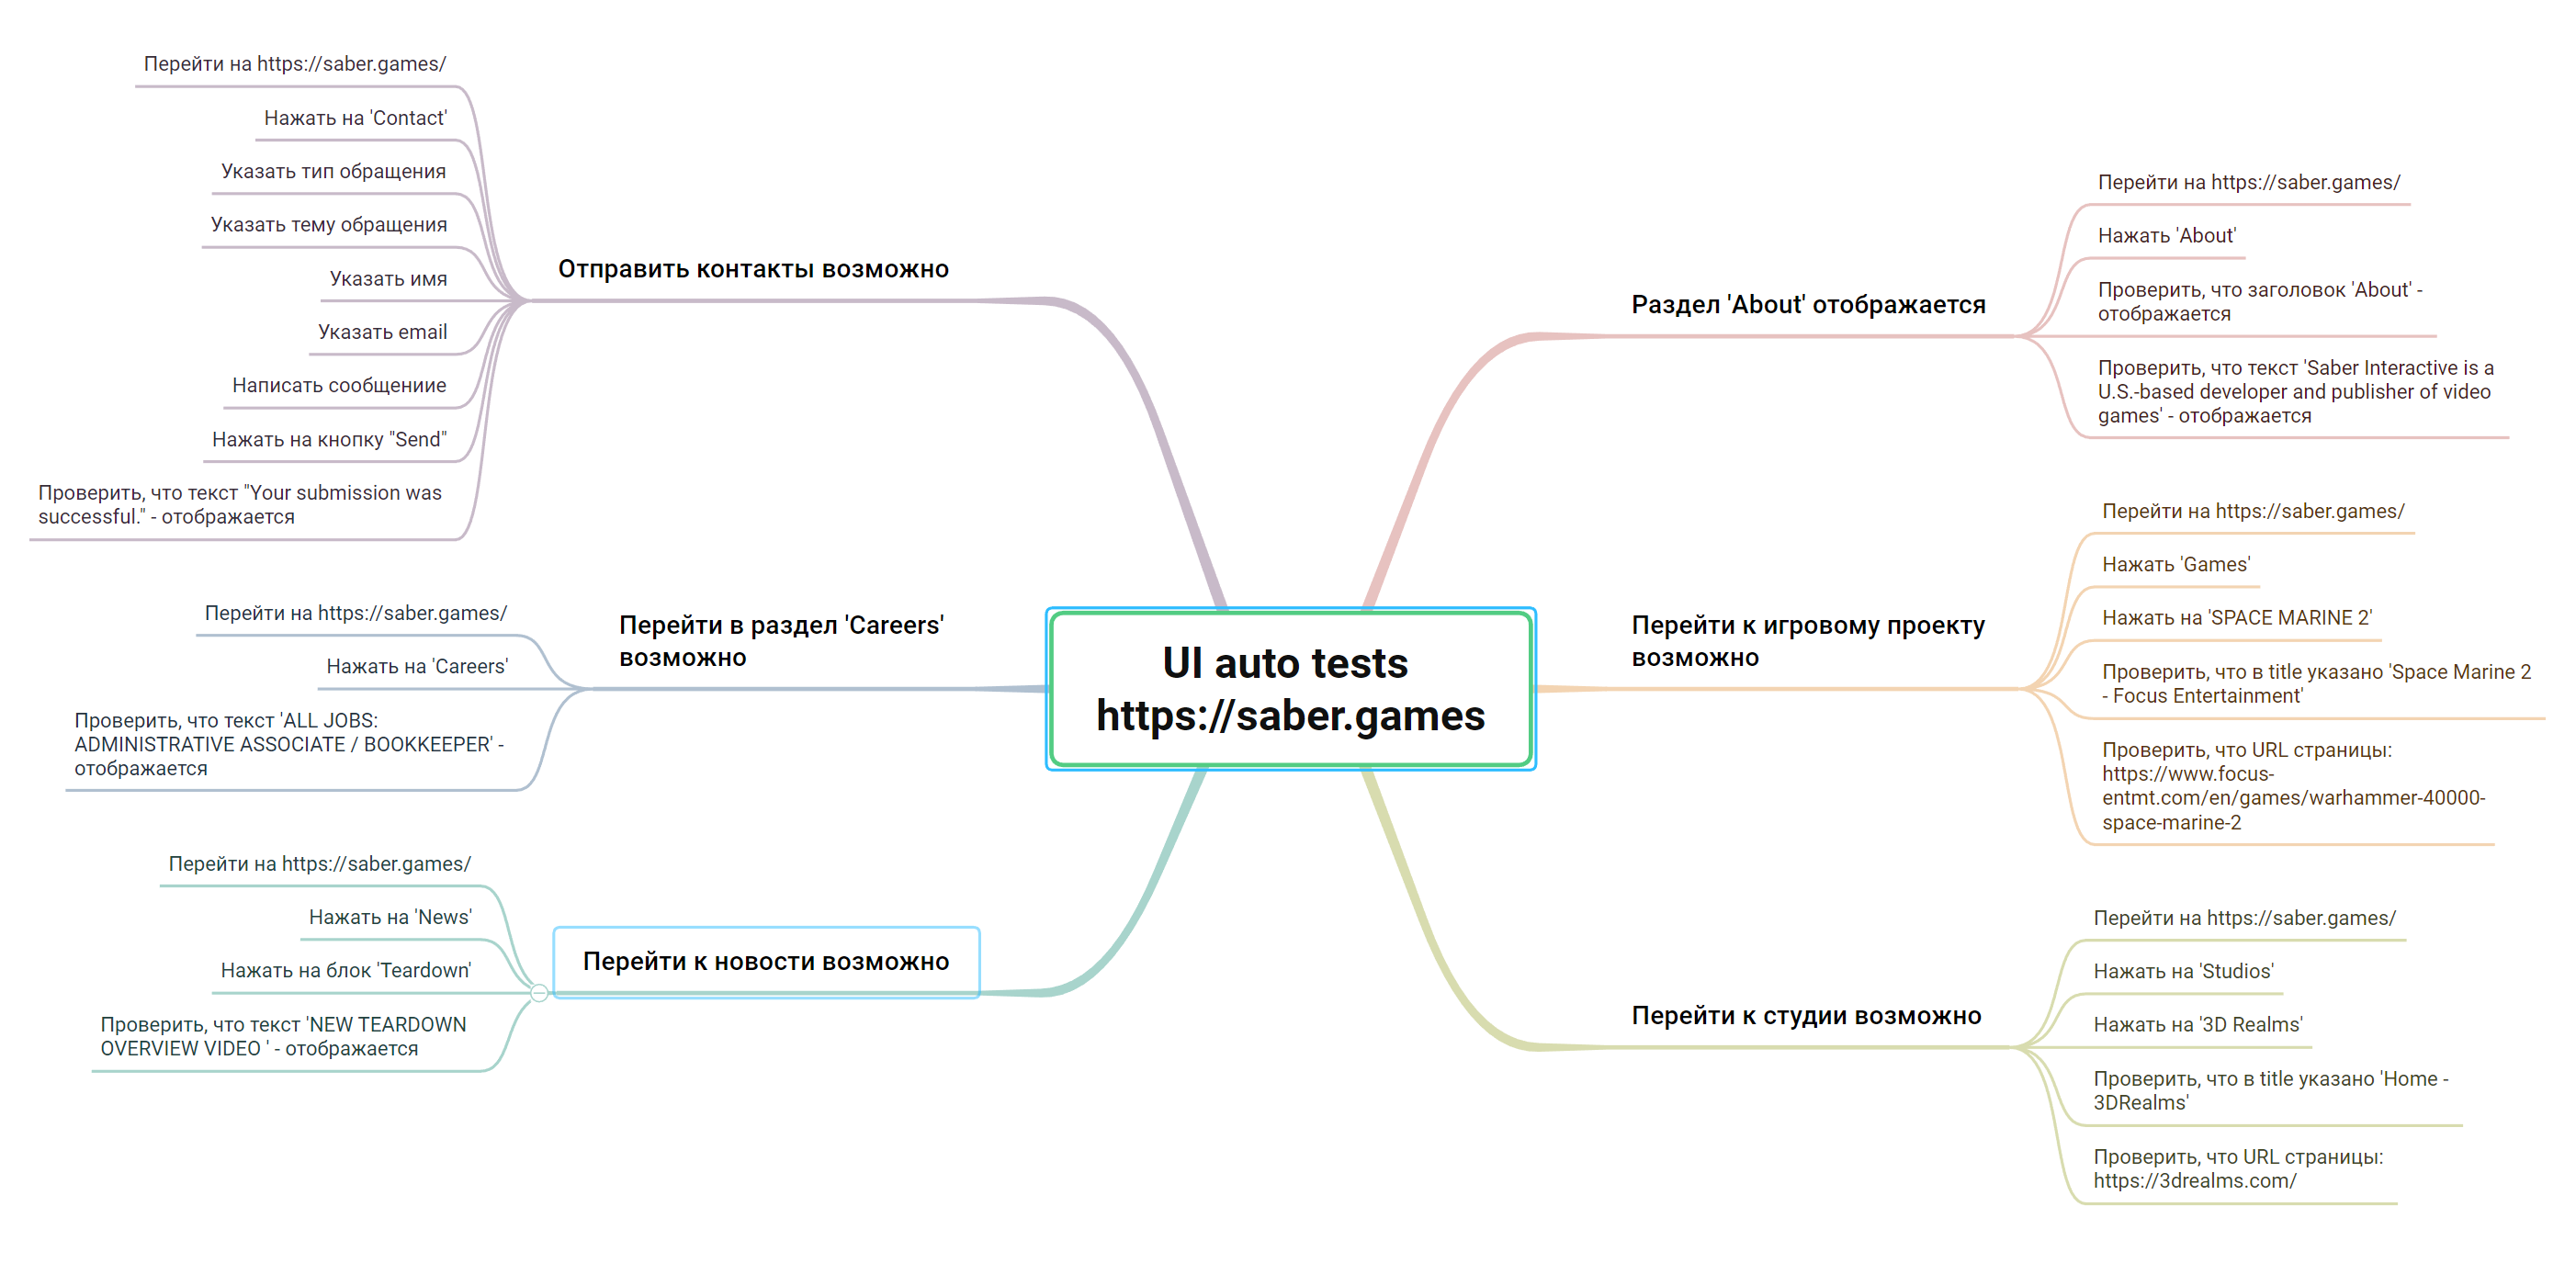 UI auto tests
https://saber.games
Раздел 'About' отображается
Перейти на https://saber.games/
Нажать 'About'
Проверить, что заголовок 'About' -
отображается
Проверить, что текст 'Saber Interactive is a
U.S.-based developer and publisher of video
games' - отображается
Перейти к игровому проекту
возможно
Перейти на https://saber.games/
Нажать 'Games'
Нажать на 'SPACE MARINE 2'
Проверить, что в title указано 'Space Marine 2
- Focus Entertainment'
Проверить, что URL страницы:
https://www.focus-
entmt.com/en/games/warhammer-40000-
space-marine-2
Перейти к студии возможно
Перейти на https://saber.games/
Нажать на 'Studios'
Нажать на '3D Realms'
Проверить, что в title указано 'Home -
3DRealms'
Проверить, что URL страницы:
https://3drealms.com/
Отправить контакты возможно
Перейти на https://saber.games/
Нажать на 'Contact'
Указать тип обращения
Указать тему обращения
Указать имя
Указать email
Написать сообщениие
Нажать на кнопку "Send"
Проверить, что текст "Your submission was
successful." - отображается
Перейти в раздел 'Careers'
возможно
Перейти на https://saber.games/
Нажать на 'Careers'
Проверить, что текст 'ALL JOBS:
ADMINISTRATIVE ASSOCIATE / BOOKKEEPER' -
отображается
Перейти к новости возможно
Перейти на https://saber.games/
Нажать на 'News'
Нажать на блок 'Teardown'
Проверить, что текст 'NEW TEARDOWN
OVERVIEW VIDEO ' - отображается